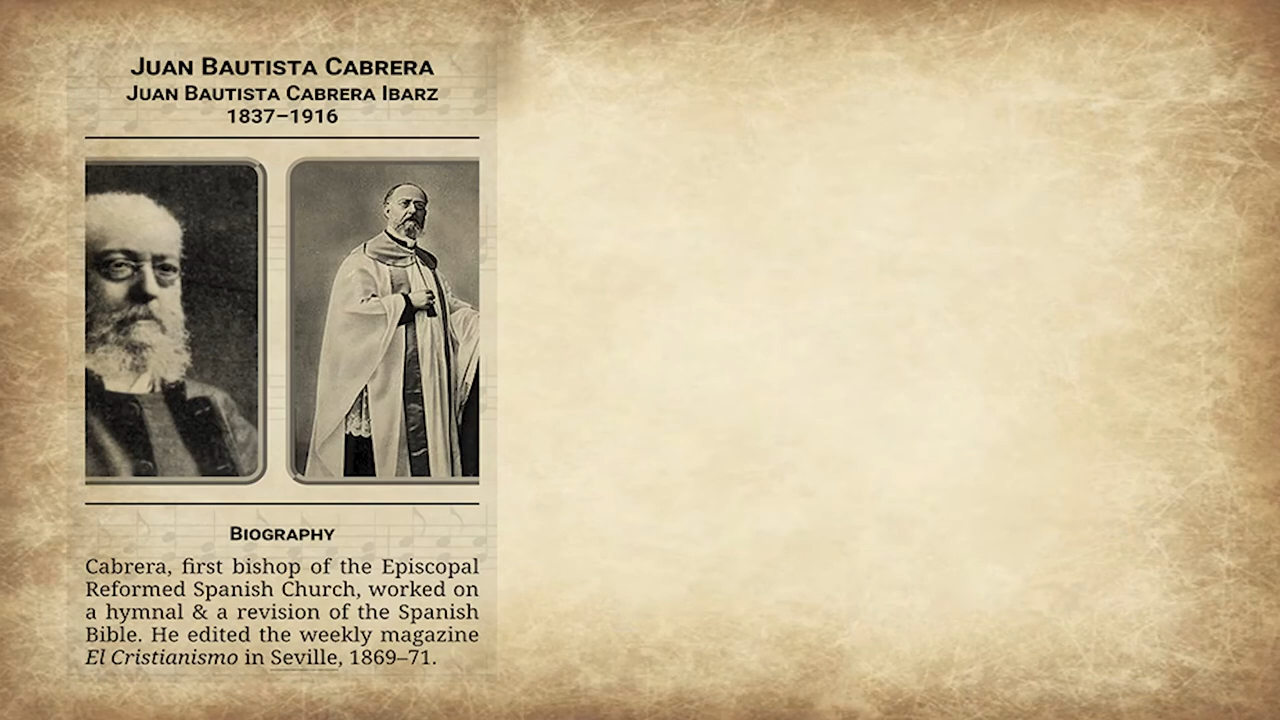 Juan Bautista Cabrera
Juan Bautista Cabrera Ibarz
1837–1916
Biography
Cabrera, first bishop of the Episcopal
Reformed Spanish Church, worked on
a hymnal & a revision of the Spanish
Bible. He edited the weekly magazine
El Cristianismo in Seville, 1869–71.